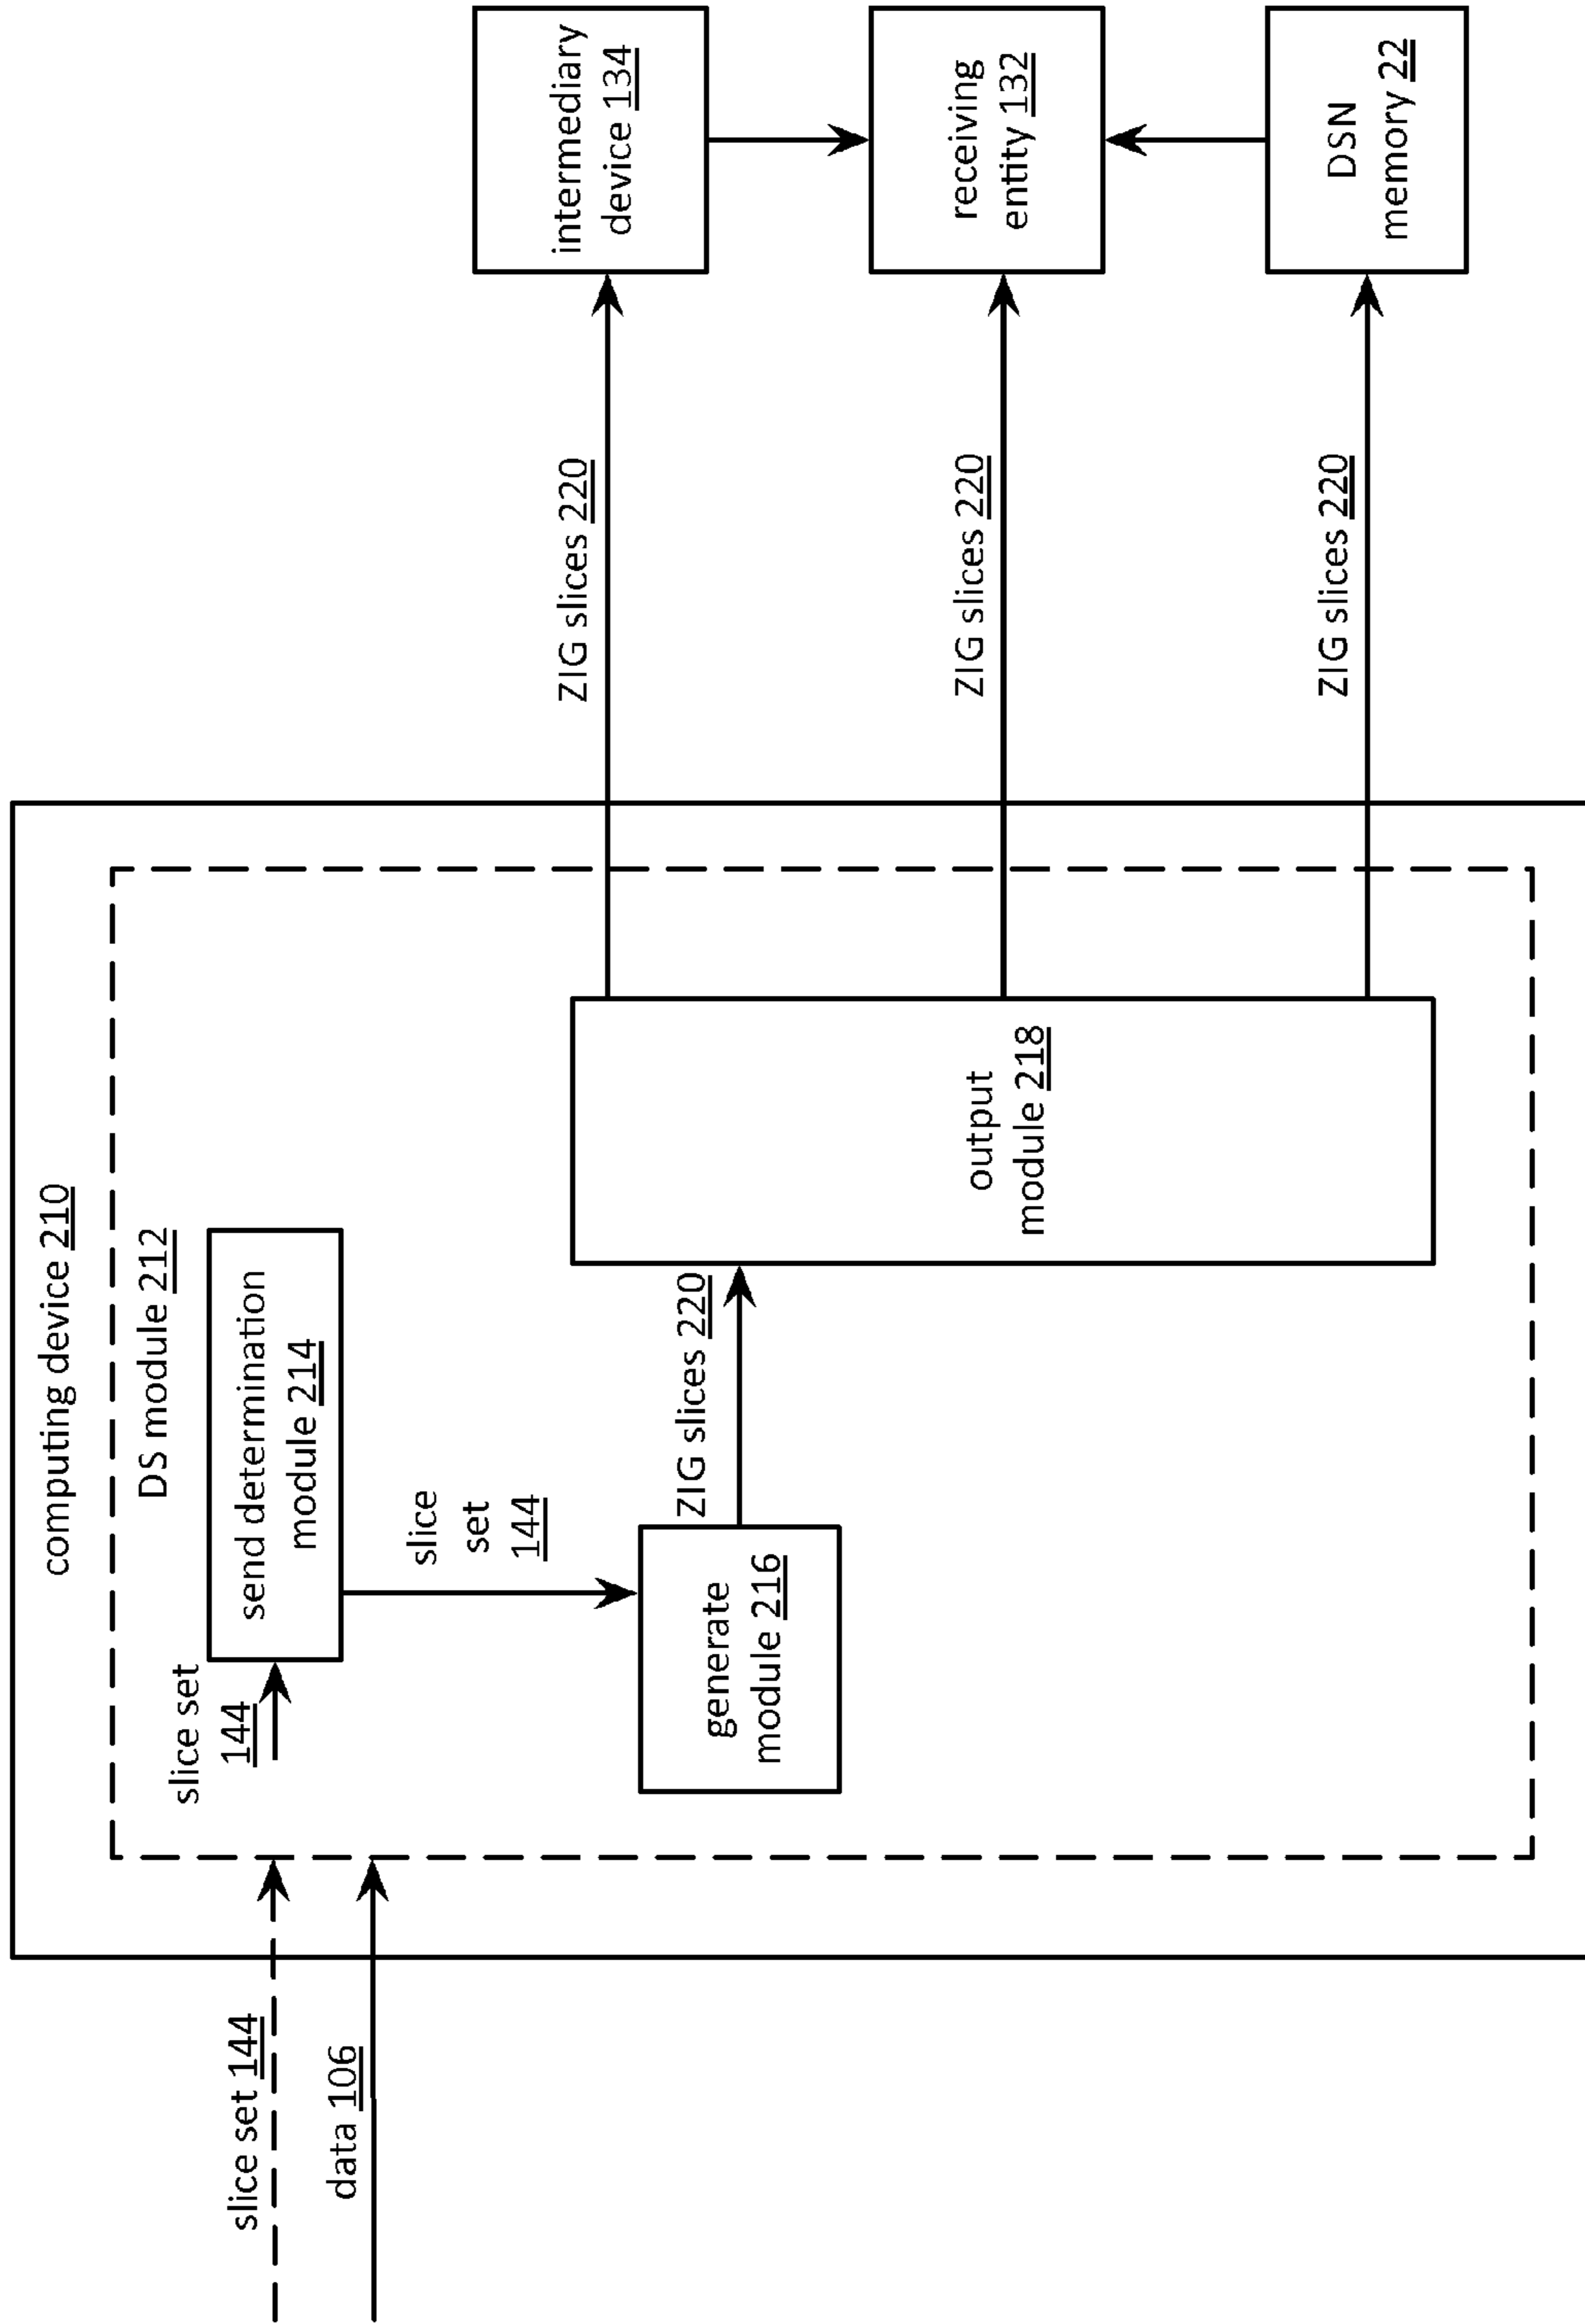 computing device 210
DS module 212
slice set 144
data 106
slice set
144
send determination
module 214
slice
set
144
generate
module 216
ZIG slices 220
output
module 218
ZIG slices 220
ZIG slices 220
ZIG slices 220
intermediary
device 134
receiving
entity 132
DSN
memory 22